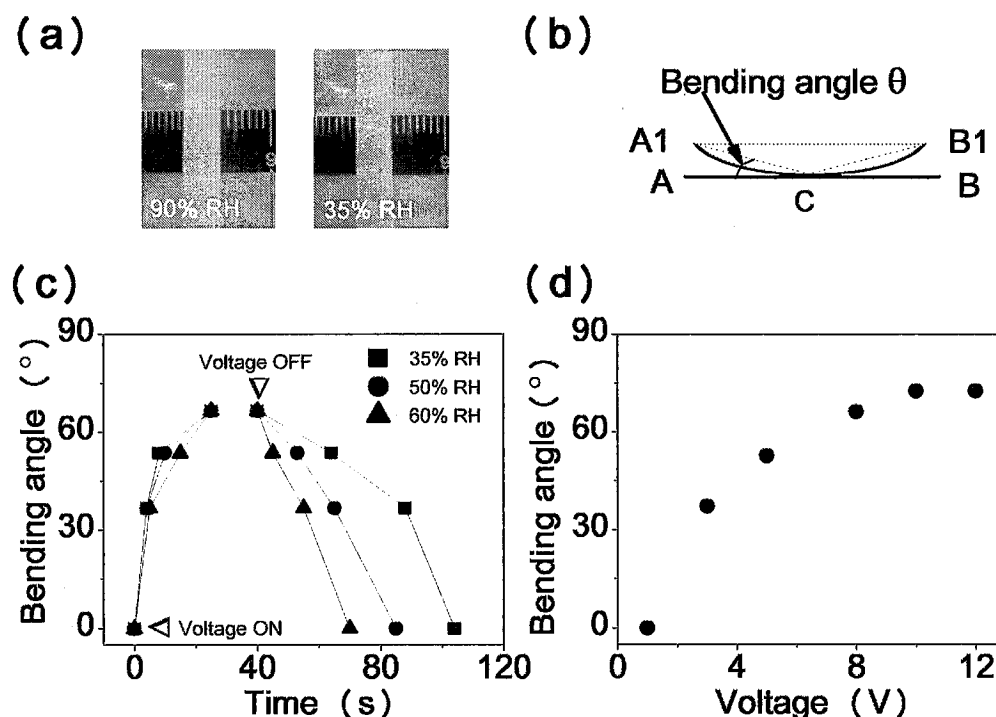 (a)
9
90% RH
9
35% RH
(b)
Bending angle θ
A1
B1
A
B
C
(c)
Bending angle (°)
90
60
30
0
Voltage OFF
35% RH
50% RH
60% RH
Voltage ON
0
40
80
120
Time (s)
(d)
Bending angle (°)
90
60
30
0
0
4
8
12
Voltage (V)